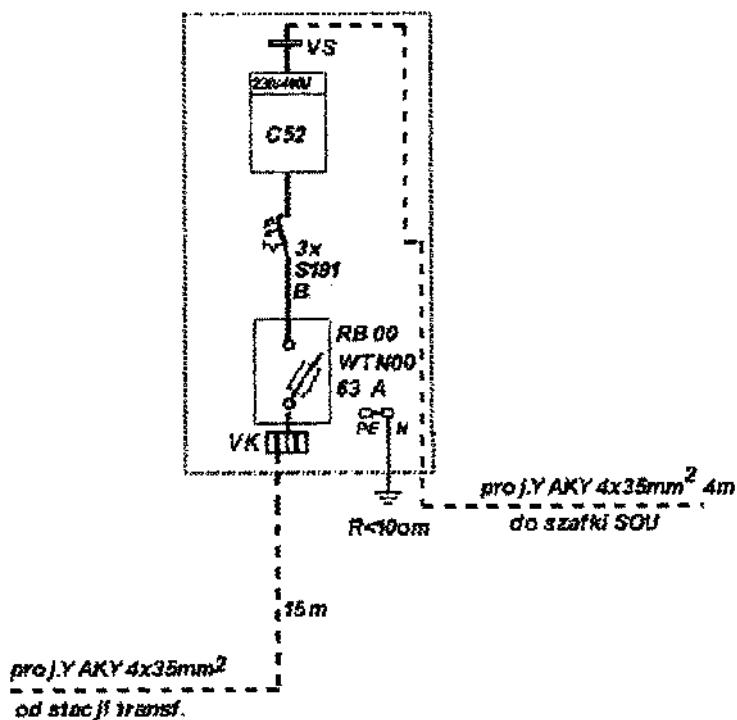 VS
230/400V
C52
3x
S191
B
RB 00
WTN00
63 A
PE N
VK
R<10om
proj.YAKY 4x35mm² 4m
do szafki SOU
15m
proj.YAKY 4x35mm²
od stacji transf.